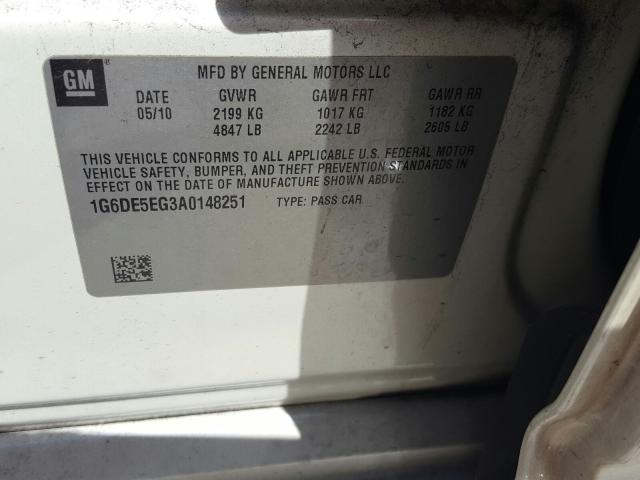 GM ®
MFD BY GENERAL MOTORS LLC
DATE GVWR GAWR FRT GAWR RR
05/10 2199 KG 1017 KG 1182 KG
4847 LB 2242 LB 2605 LB
THIS VEHICLE CONFORMS TO ALL APPLICABLE U.S. FEDERAL MOTOR
VEHICLE SAFETY, BUMPER, AND THEFT PREVENTION STANDARDS IN
EFFECT ON THE DATE OF MANUFACTURE SHOWN ABOVE.
1G6DE5EG3A0148251 TYPE: PASS CAR